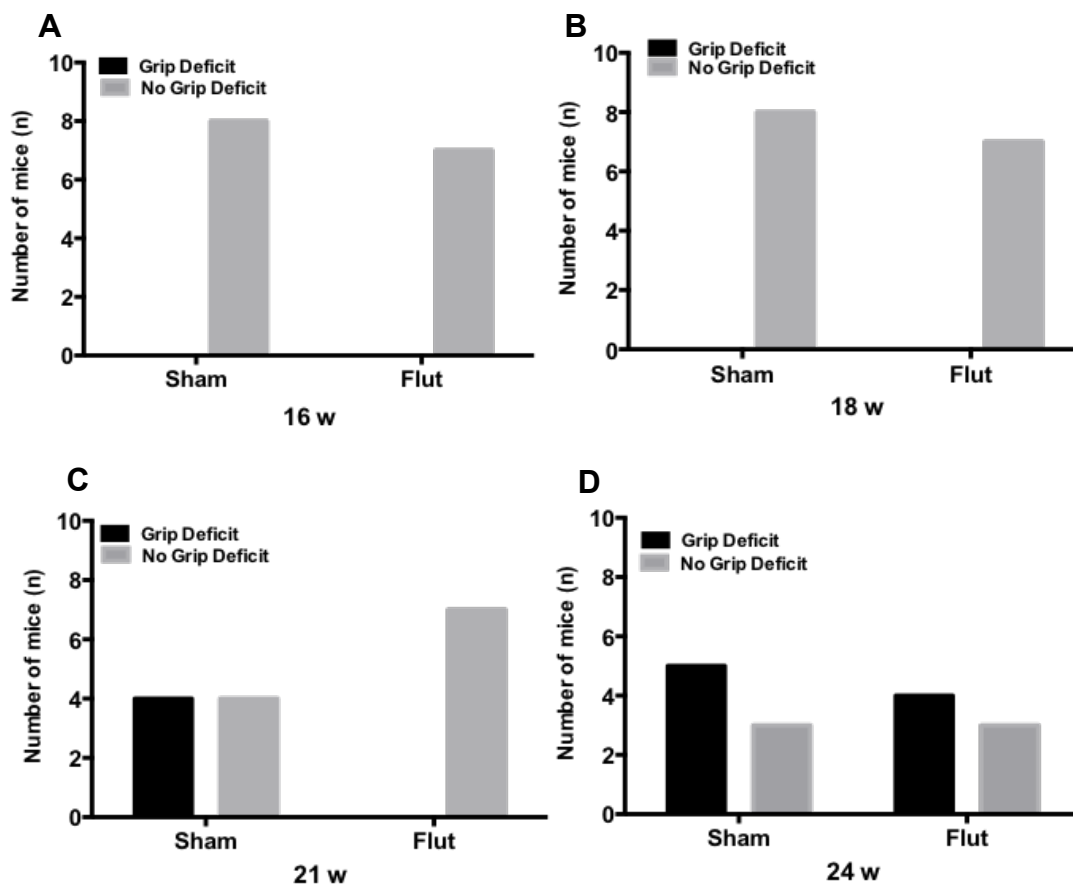 A
Number of mice (n)
10
8
6
4
2
0
Grip Deficit
No Grip Deficit
Sham
Flut
16 w
B
Number of mice (n)
10
8
6
4
2
0
Grip Deficit
No Grip Deficit
Sham
Flut
18 w
C
Number of mice (n)
10
8
6
4
2
0
Grip Deficit
No Grip Deficit
Sham
Flut
21 w
D
Number of mice (n)
10
8
6
4
2
0
Grip Deficit
No Grip Deficit
Sham
Flut
24 w